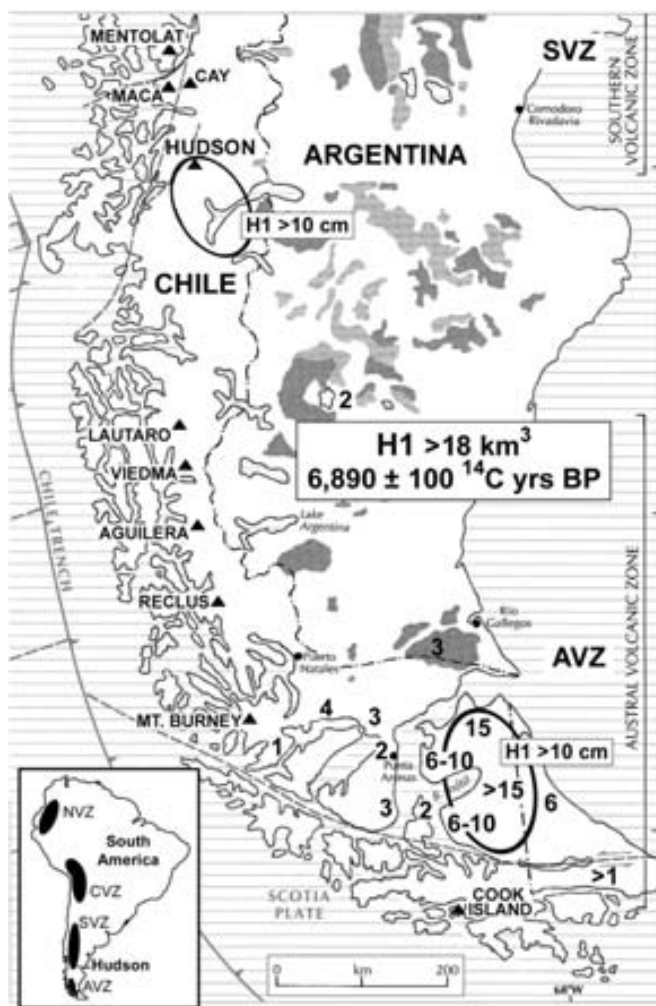 MENTOLAT
CAY
MACA
SVZ
SOUTHERN
VOLCANIC ZONE
Comodoro
Rivadavia
HUDSON
ARGENTINA
H1 >10 cm
CHILE
2
H1 >18 km³
6,890 ± 100 ¹⁴C yrs BP
LAUTARO
VIEDMA
CHILE TRENCH
AGUILERA
Lake
Argentina
RECLUS
AUSTRAL VOLCANIC ZONE
Río
Gallegos
3
AVZ
Puerto
Natales
MT. BURNEY
4
3
1
2
Punta
Arenas
15
H1 >10 cm
6-10
>15
6
3
2
6-10
>1
SCOTIA
PLATE
COOK
ISLAND
0
km
200
68°W
NVZ
South
America
CVZ
SVZ
Hudson
AVZ